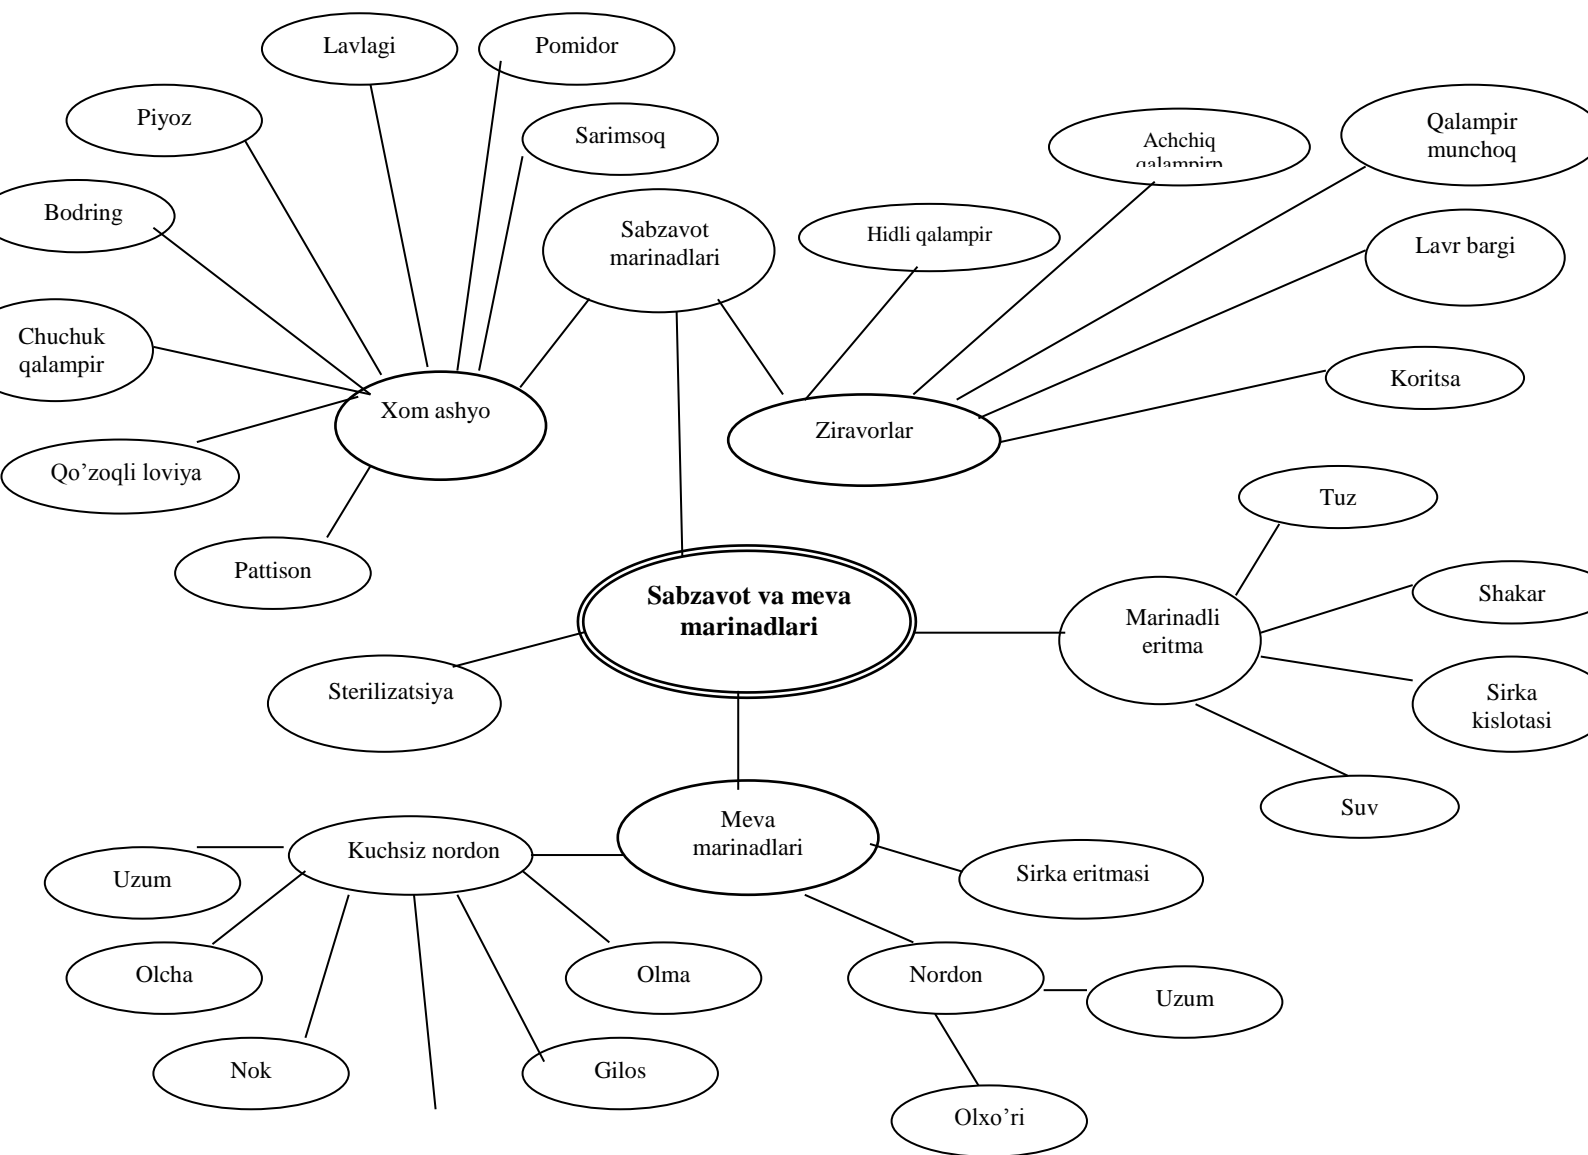 Lavlagi
Pomidor
Piyoz
Sarimsoq
Achchiq
qalampirp
Qalampir
munchoq
Bodring
Sabzavot
marinadlari
Hidli qalampir
Lavr bargi
Chuchuk
qalampir
Xom ashyo
Ziravorlar
Koritsa
Qo’zoqli loviya
Tuz
Pattison
Sabzavot va meva
marinadlari
Marinadli
eritma
Shakar
Sterilizatsiya
Sirka
kislotasi
Suv
Meva
marinadlari
Kuchsiz nordon
Uzum
Sirka eritmasi
Olcha
Olma
Nordon
Uzum
Nok
Gilos
Olxo’ri